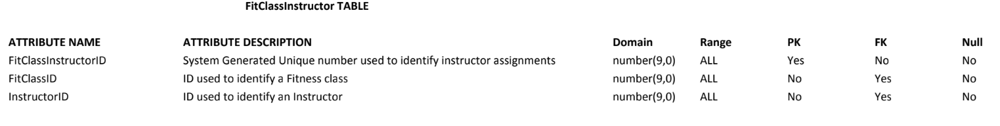 FitClassInstructor TABLE
ATTRIBUTE NAME ATTRIBUTE DESCRIPTION Domain Range PK FK Null
FitClassInstructorID System Generated Unique number used to identify instructor assignments number(9,0) ALL Yes No No
FitClassID ID used to identify a Fitness class number(9,0) ALL No Yes No
InstructorID ID used to identify an Instructor number(9,0) ALL No Yes No